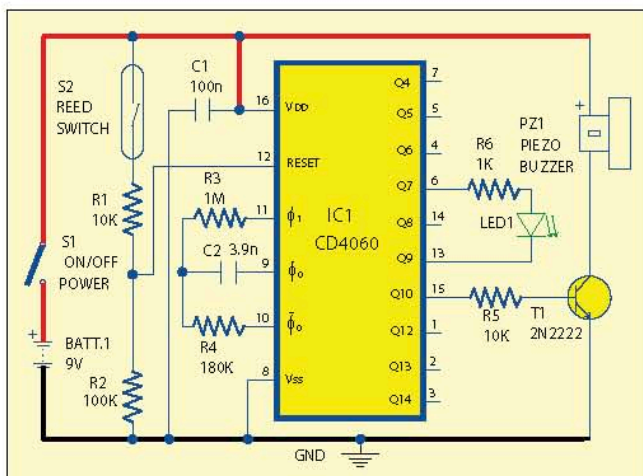 S2
REED
SWITCH
R1
10K
S1
ON/OFF
POWER
+
BATT.1
9V
R2
100K
C1
100n
16
12
R3
1M
11
C2
3.9n
9
10
R4
180K
8
VDD
RESET
ϕ1
ϕ0
ϕ̄0
Vss
IC1
CD4060
Q4
Q5
Q6
Q7
Q8
Q9
Q10
Q12
Q13
Q14
7
5
4
6
14
13
15
1
2
3
R6
1K
LED1
R5
10K
PZ1
PIEZO
BUZZER
+
T1
2N2222
GND